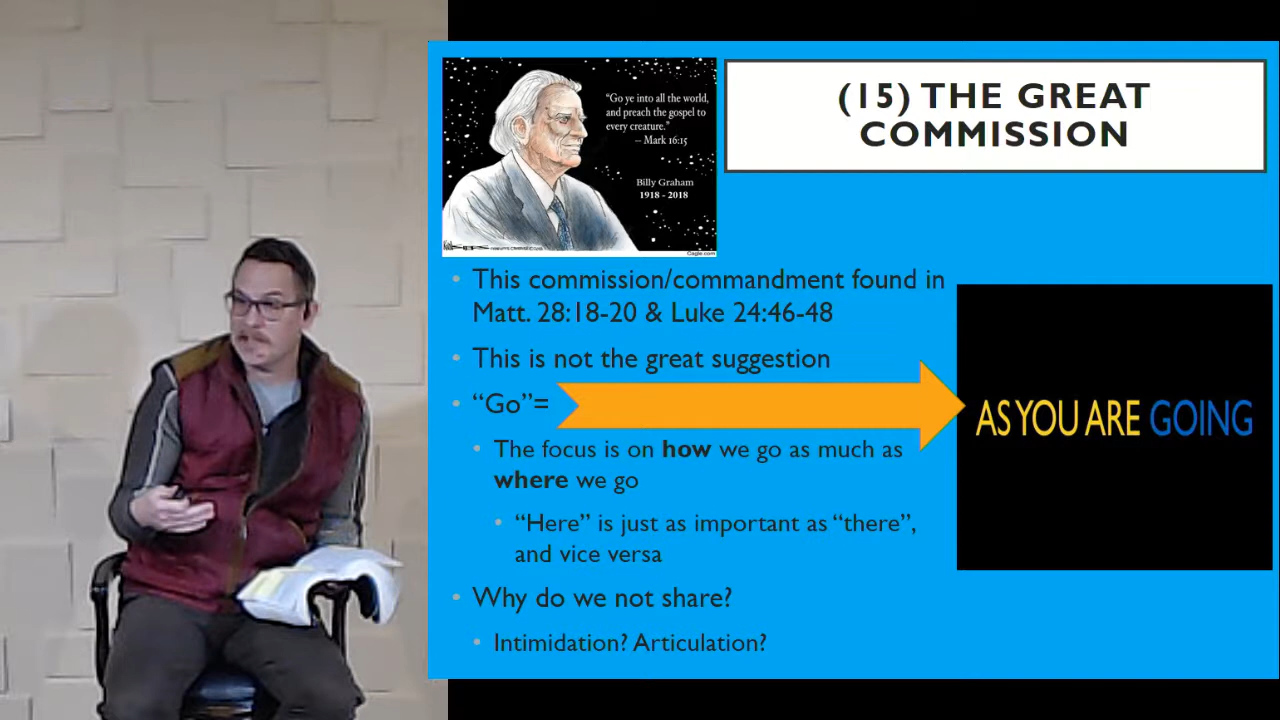 “Go ye into all the world,
and preach the gospel to
every creature.”
– Mark 16:15
Billy Graham
1918 - 2018
Cagle.com
(15) THE GREAT
COMMISSION
• This commission/commandment found in
Matt. 28:18-20 & Luke 24:46-48
• This is not the great suggestion
• “Go”=
AS YOU ARE GOING
• The focus is on how we go as much as
where we go
• “Here” is just as important as “there”,
and vice versa
• Why do we not share?
• Intimidation? Articulation?